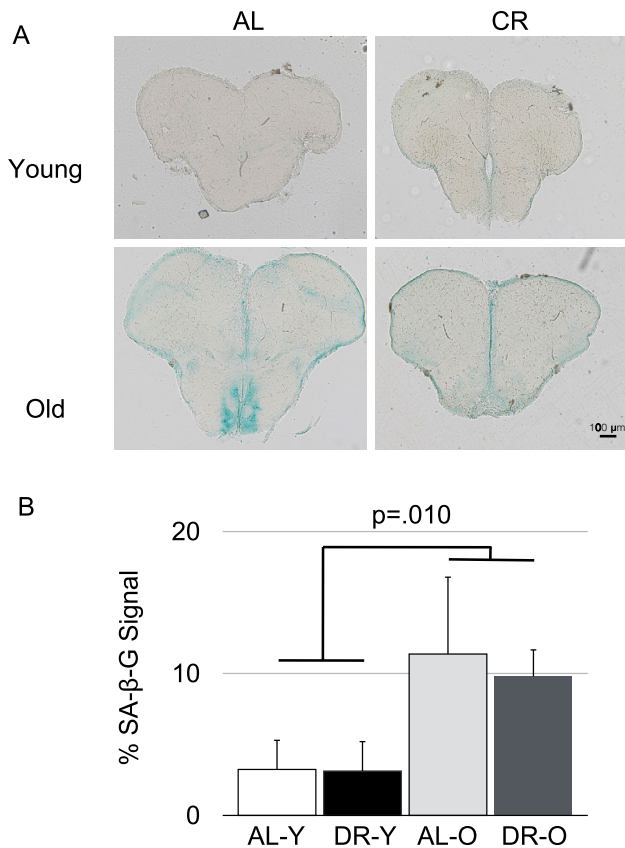 A
AL
CR
Young
Old
100 µm
B
p=.010
20
% SA-β-G Signal
10
0
AL-Y
DR-Y
AL-O
DR-O